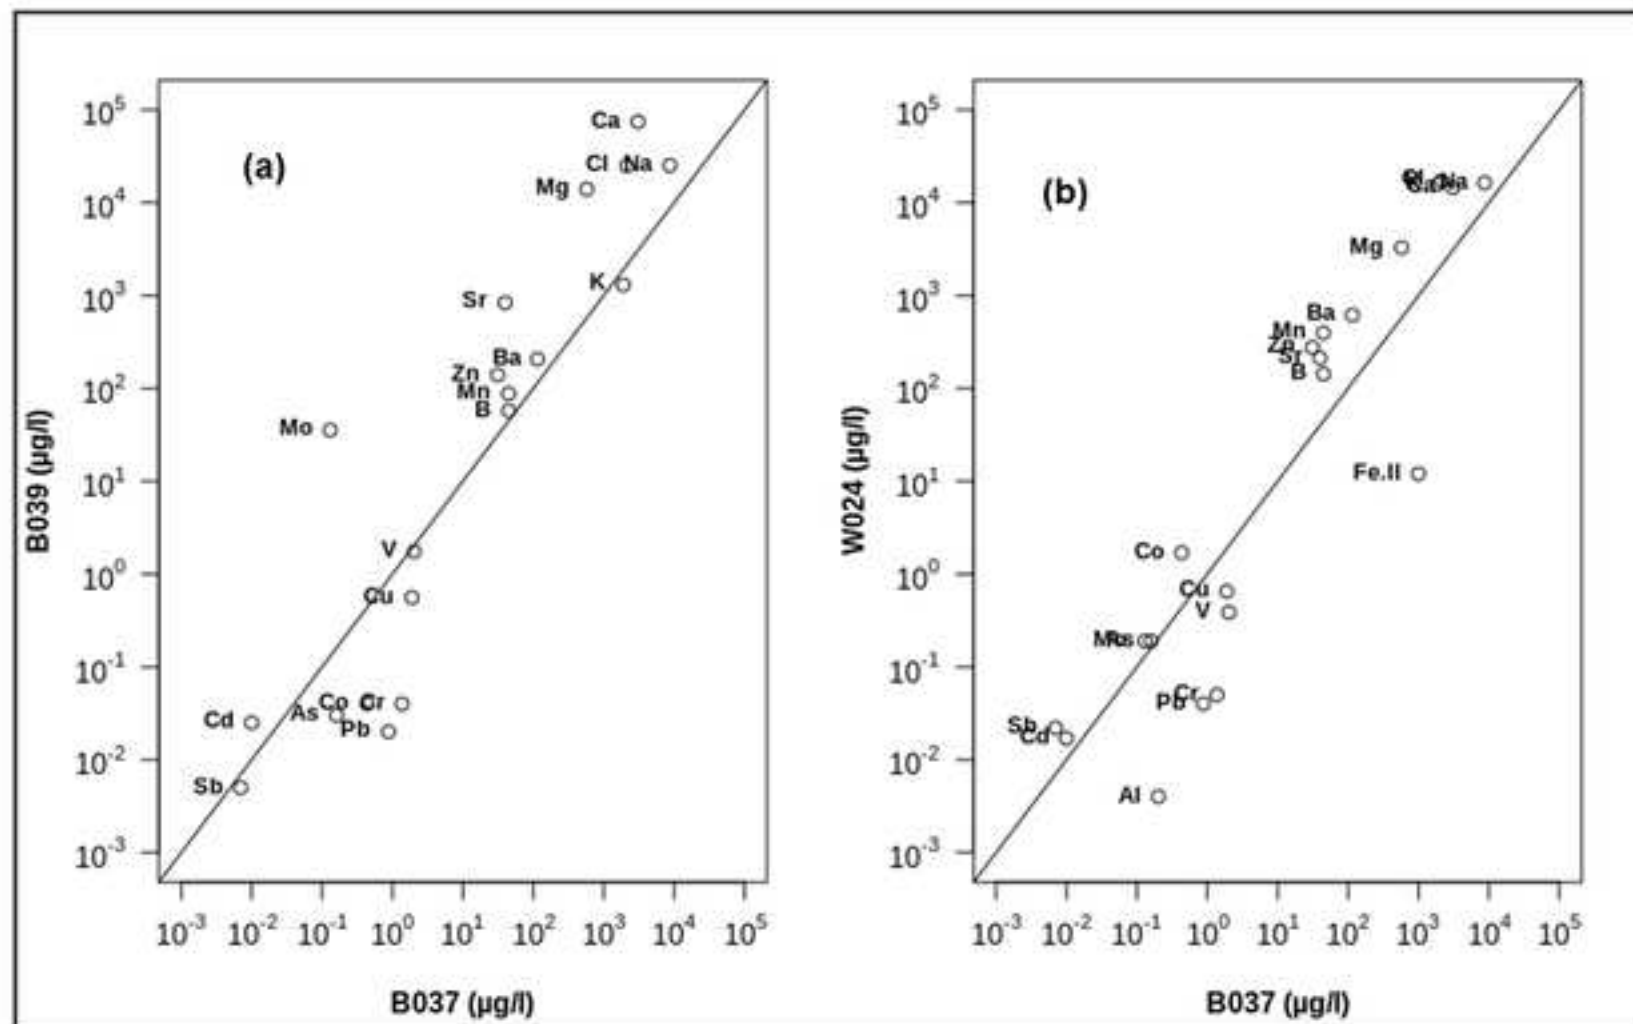 (a)
B039 (µg/l)
10⁵
10⁴
10³
10²
10¹
10⁰
10⁻¹
10⁻²
10⁻³
Ca
Cl Na
Mg
K
Sr
Ba
Zn
Mn
B
Mo
V
Cu
Co Cr
As
Pb
Cd
Sb
10⁻³ 10⁻² 10⁻¹ 10⁰ 10¹ 10² 10³ 10⁴ 10⁵
B037 (µg/l)
(b)
W024 (µg/l)
10⁵
10⁴
10³
10²
10¹
10⁰
10⁻¹
10⁻²
10⁻³
Na
Mg
Ba
Mn
Zn
Sr
B
Fe.II
Co
Cu
V
Cr
Pb
Sb
Cd
Al
10⁻³ 10⁻² 10⁻¹ 10⁰ 10¹ 10² 10³ 10⁴ 10⁵
B037 (µg/l)